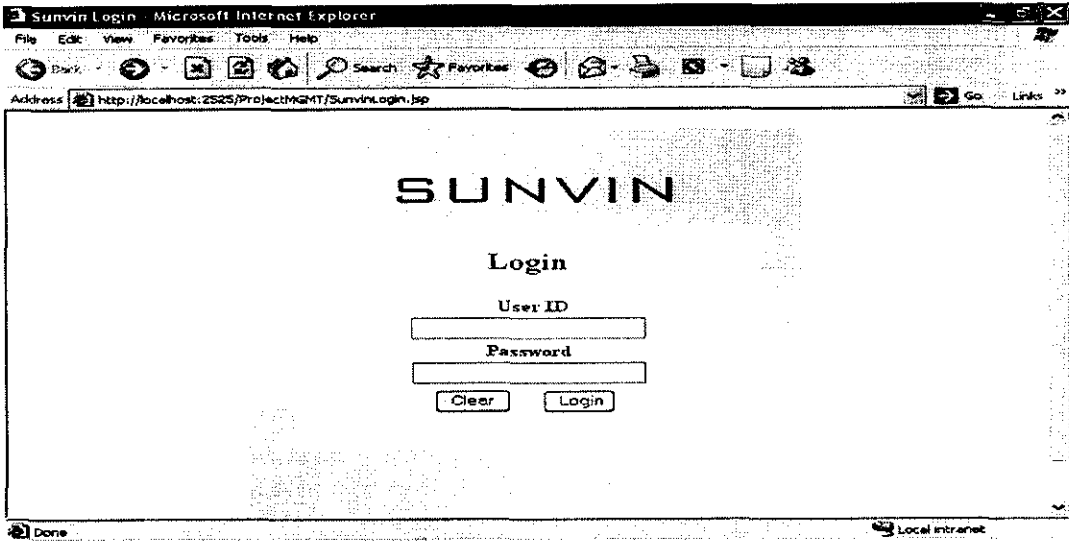 Sunvin Login - Microsoft Internet Explorer
File Edit View Favorites Tools Help
Back Search Favorites
Address http://localhost:2525/ProjectMGMT/SunvinLogin.jsp Go Links »
SUNVIN
Login
User ID
Password
Clear Login
Done Local intranet